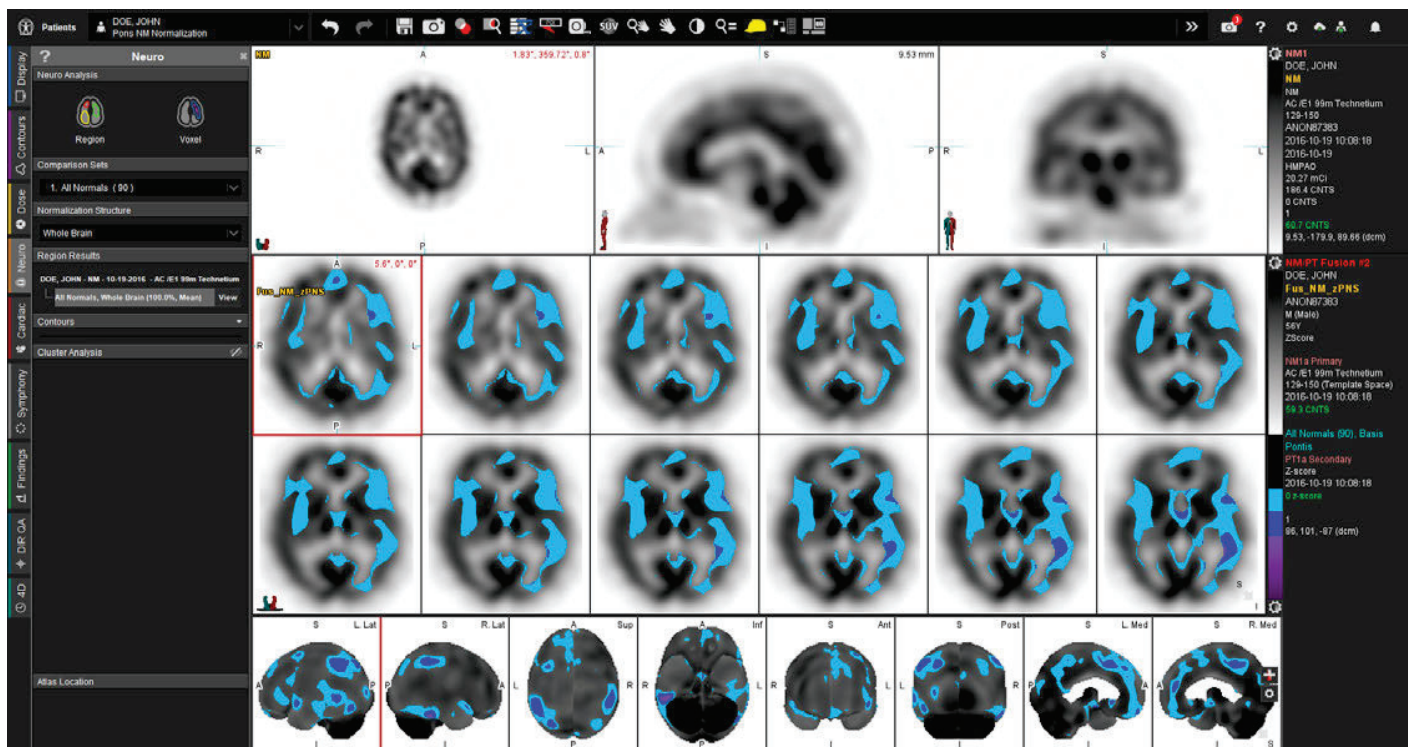 Patients
DOE, JOHN
Pons NM Normalization
SUV
1
?
Display
Contours
Dose
Neuro
Cardiac
Symphony
Findings
DIR QA
4D
? Neuro
Neuro Analysis
Region Voxel
Comparison Sets
1. All Normals ( 90 )
Normalization Structure
Whole Brain
Region Results
DOE, JOHN - NM - 10-19-2016 - AC /E1 99m Technetium
All Normals, Whole Brain (100.0%, Mean) View
Contours
Cluster Analysis
Atlas Location
NM A 1.83°, 359.72°, 0.8°
R L
P
S 9.53 mm
A P
I
S
R L
I
A 5.6°, 0°, 0°
Fus_NM_zPNS
R L
P
S
I
S L. Lat
A P
I
S R. Lat
P A
I
A Sup
L R
P
A Inf
R L
P
S Ant
R L
I
S Post
L R
I
S L. Med
P A
I
S R. Med
A P
I
S
NM1
DOE, JOHN
NM
NM
AC /E1 99m Technetium
129-150
ANON87383
2016-10-19 10:08:18
2016-10-19
HMPAO
20.27 mCi
186.4 CNTS
0 CNTS
1
60.7 CNTS
9.53, -179.9, 89.66 (dcm)
NM/PT Fusion #2
DOE, JOHN
Fus_NM_zPNS
ANON87383
M (Male)
56Y
ZScore
NM1a Primary
AC /E1 99m Technetium
129-150 (Template Space)
2016-10-19 10:08:18
59.3 CNTS
All Normals (90), Basis
Pontis
PT1a Secondary
Z-score
2016-10-19 10:08:18
0 z-score
1
86, 101, -87 (dcm)